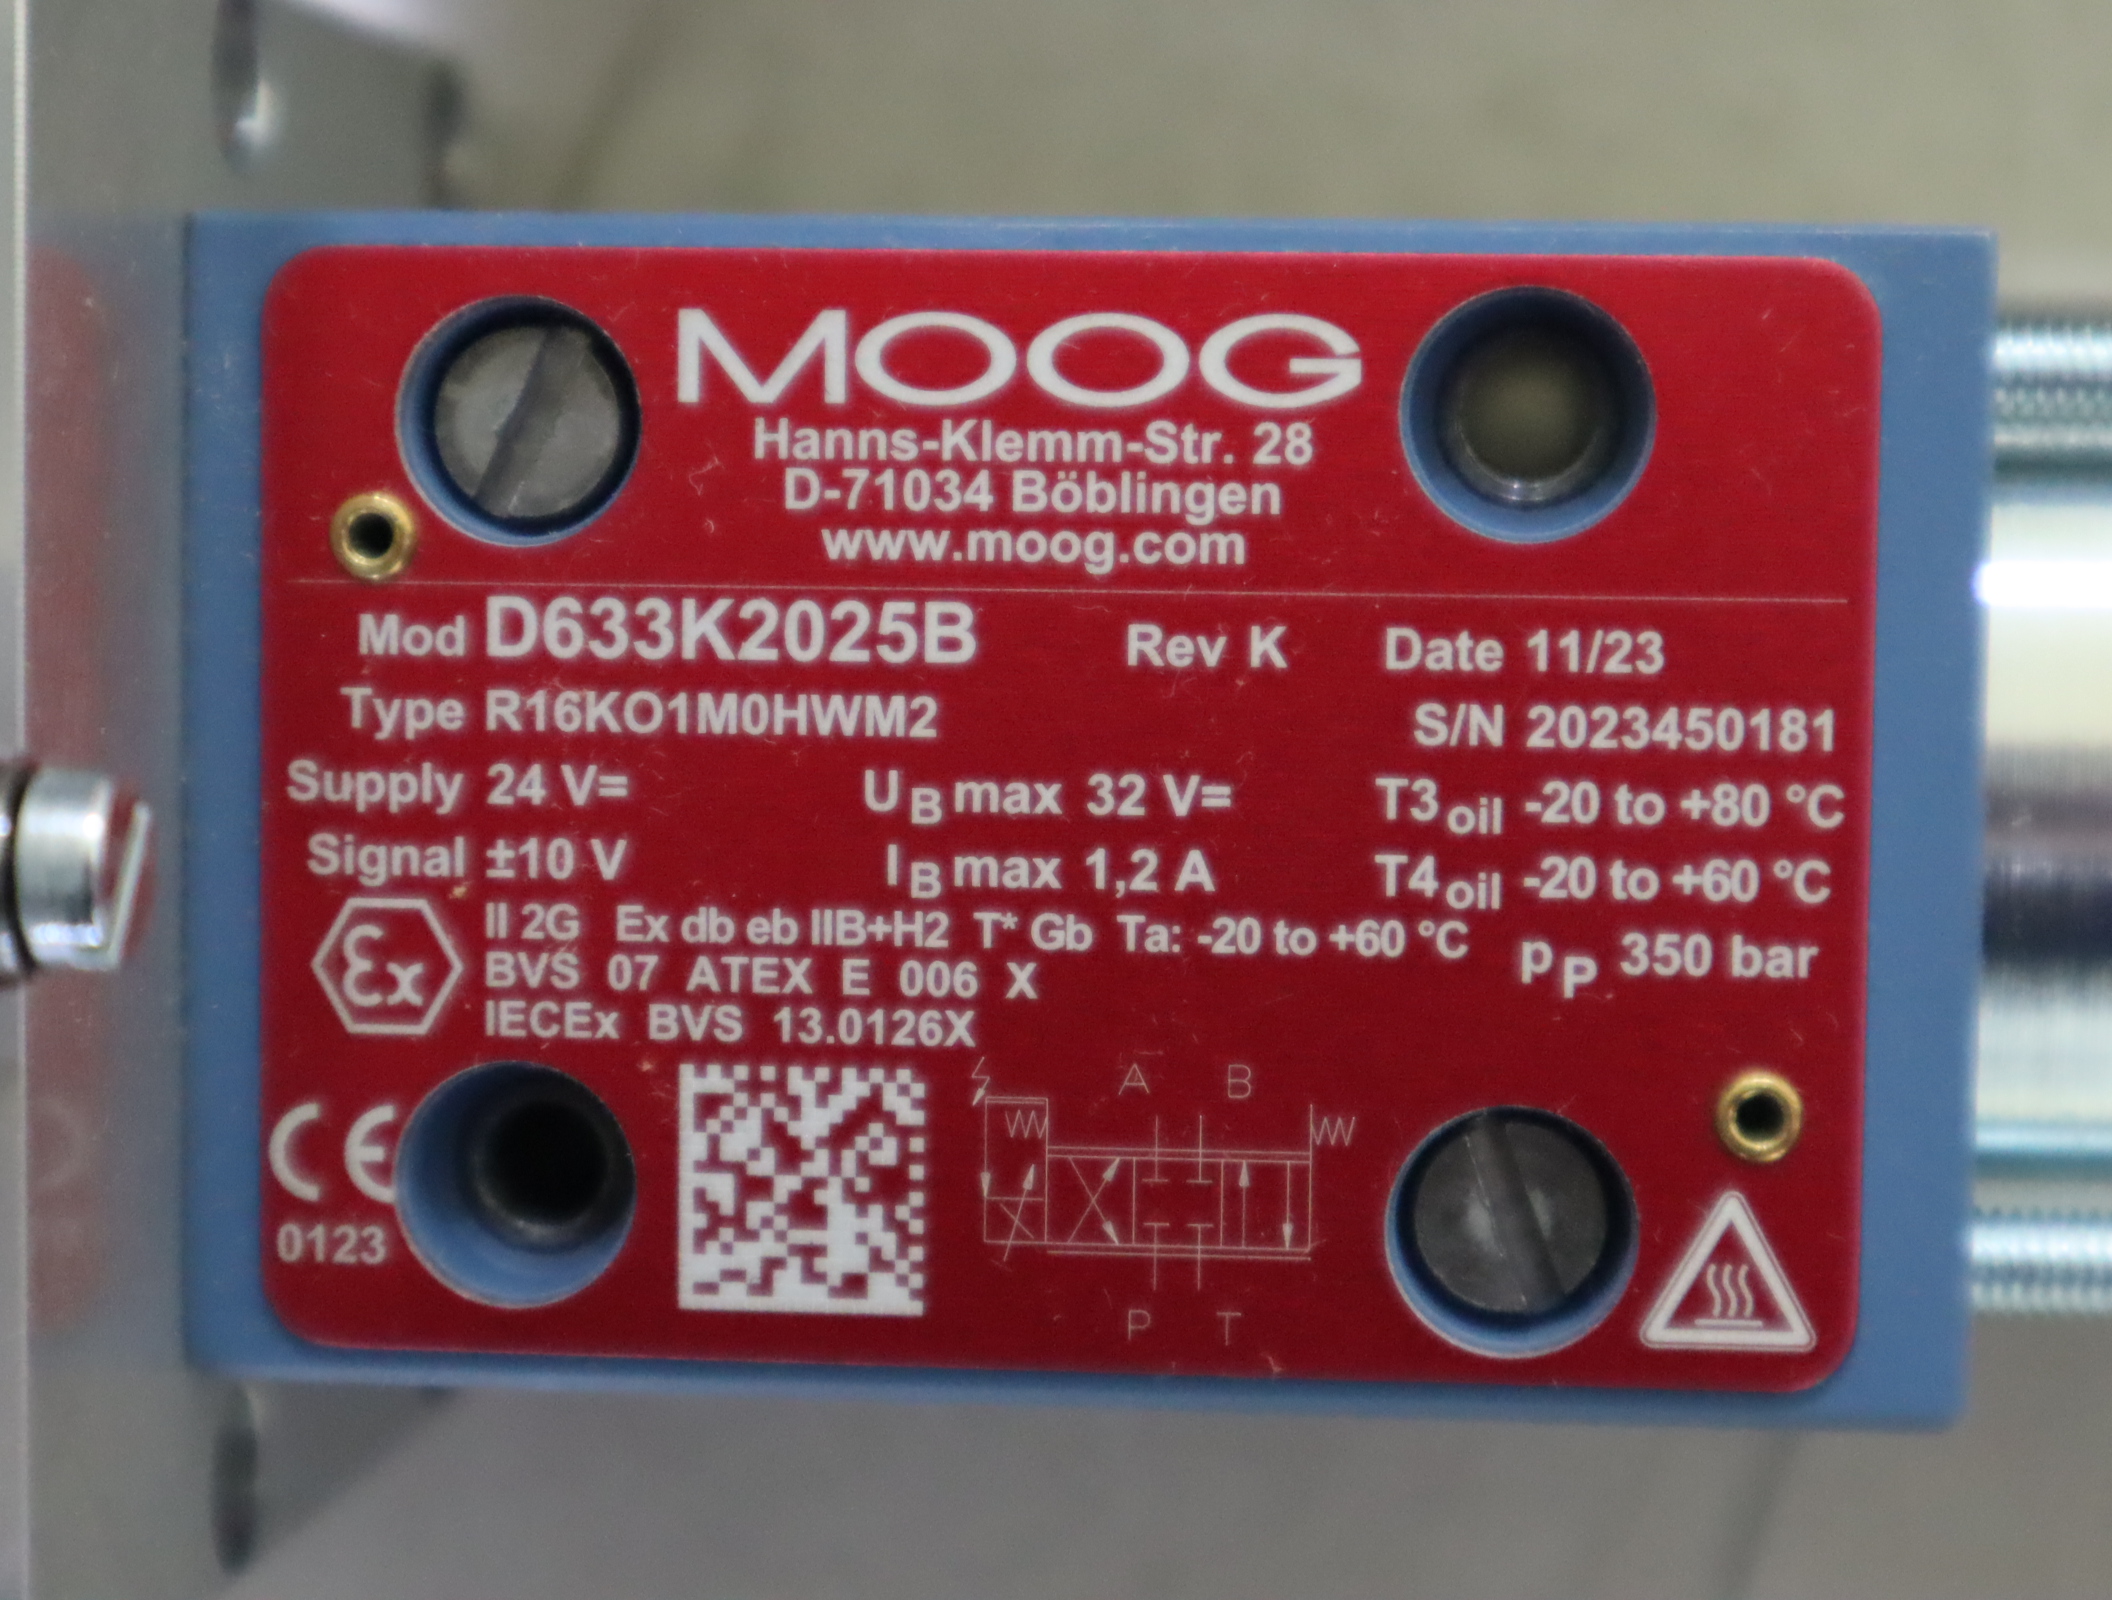 MOOG
Hanns-Klemm-Str. 28
D-71034 Böblingen
www.moog.com
Mod D633K2025B Rev K Date 11/23
Type R16KO1M0HWM2 S/N 2023450181
Supply 24 V= UB max 32 V= T3oil -20 to +80 °C
Signal ±10 V IB max 1,2 A T4oil -20 to +60 °C
Ex II 2G Ex db eb IIB+H2 T* Gb Ta: -20 to +60 °C pP 350 bar
BVS 07 ATEX E 006 X
IECEx BVS 13.0126X
A B
CE
0123
P T